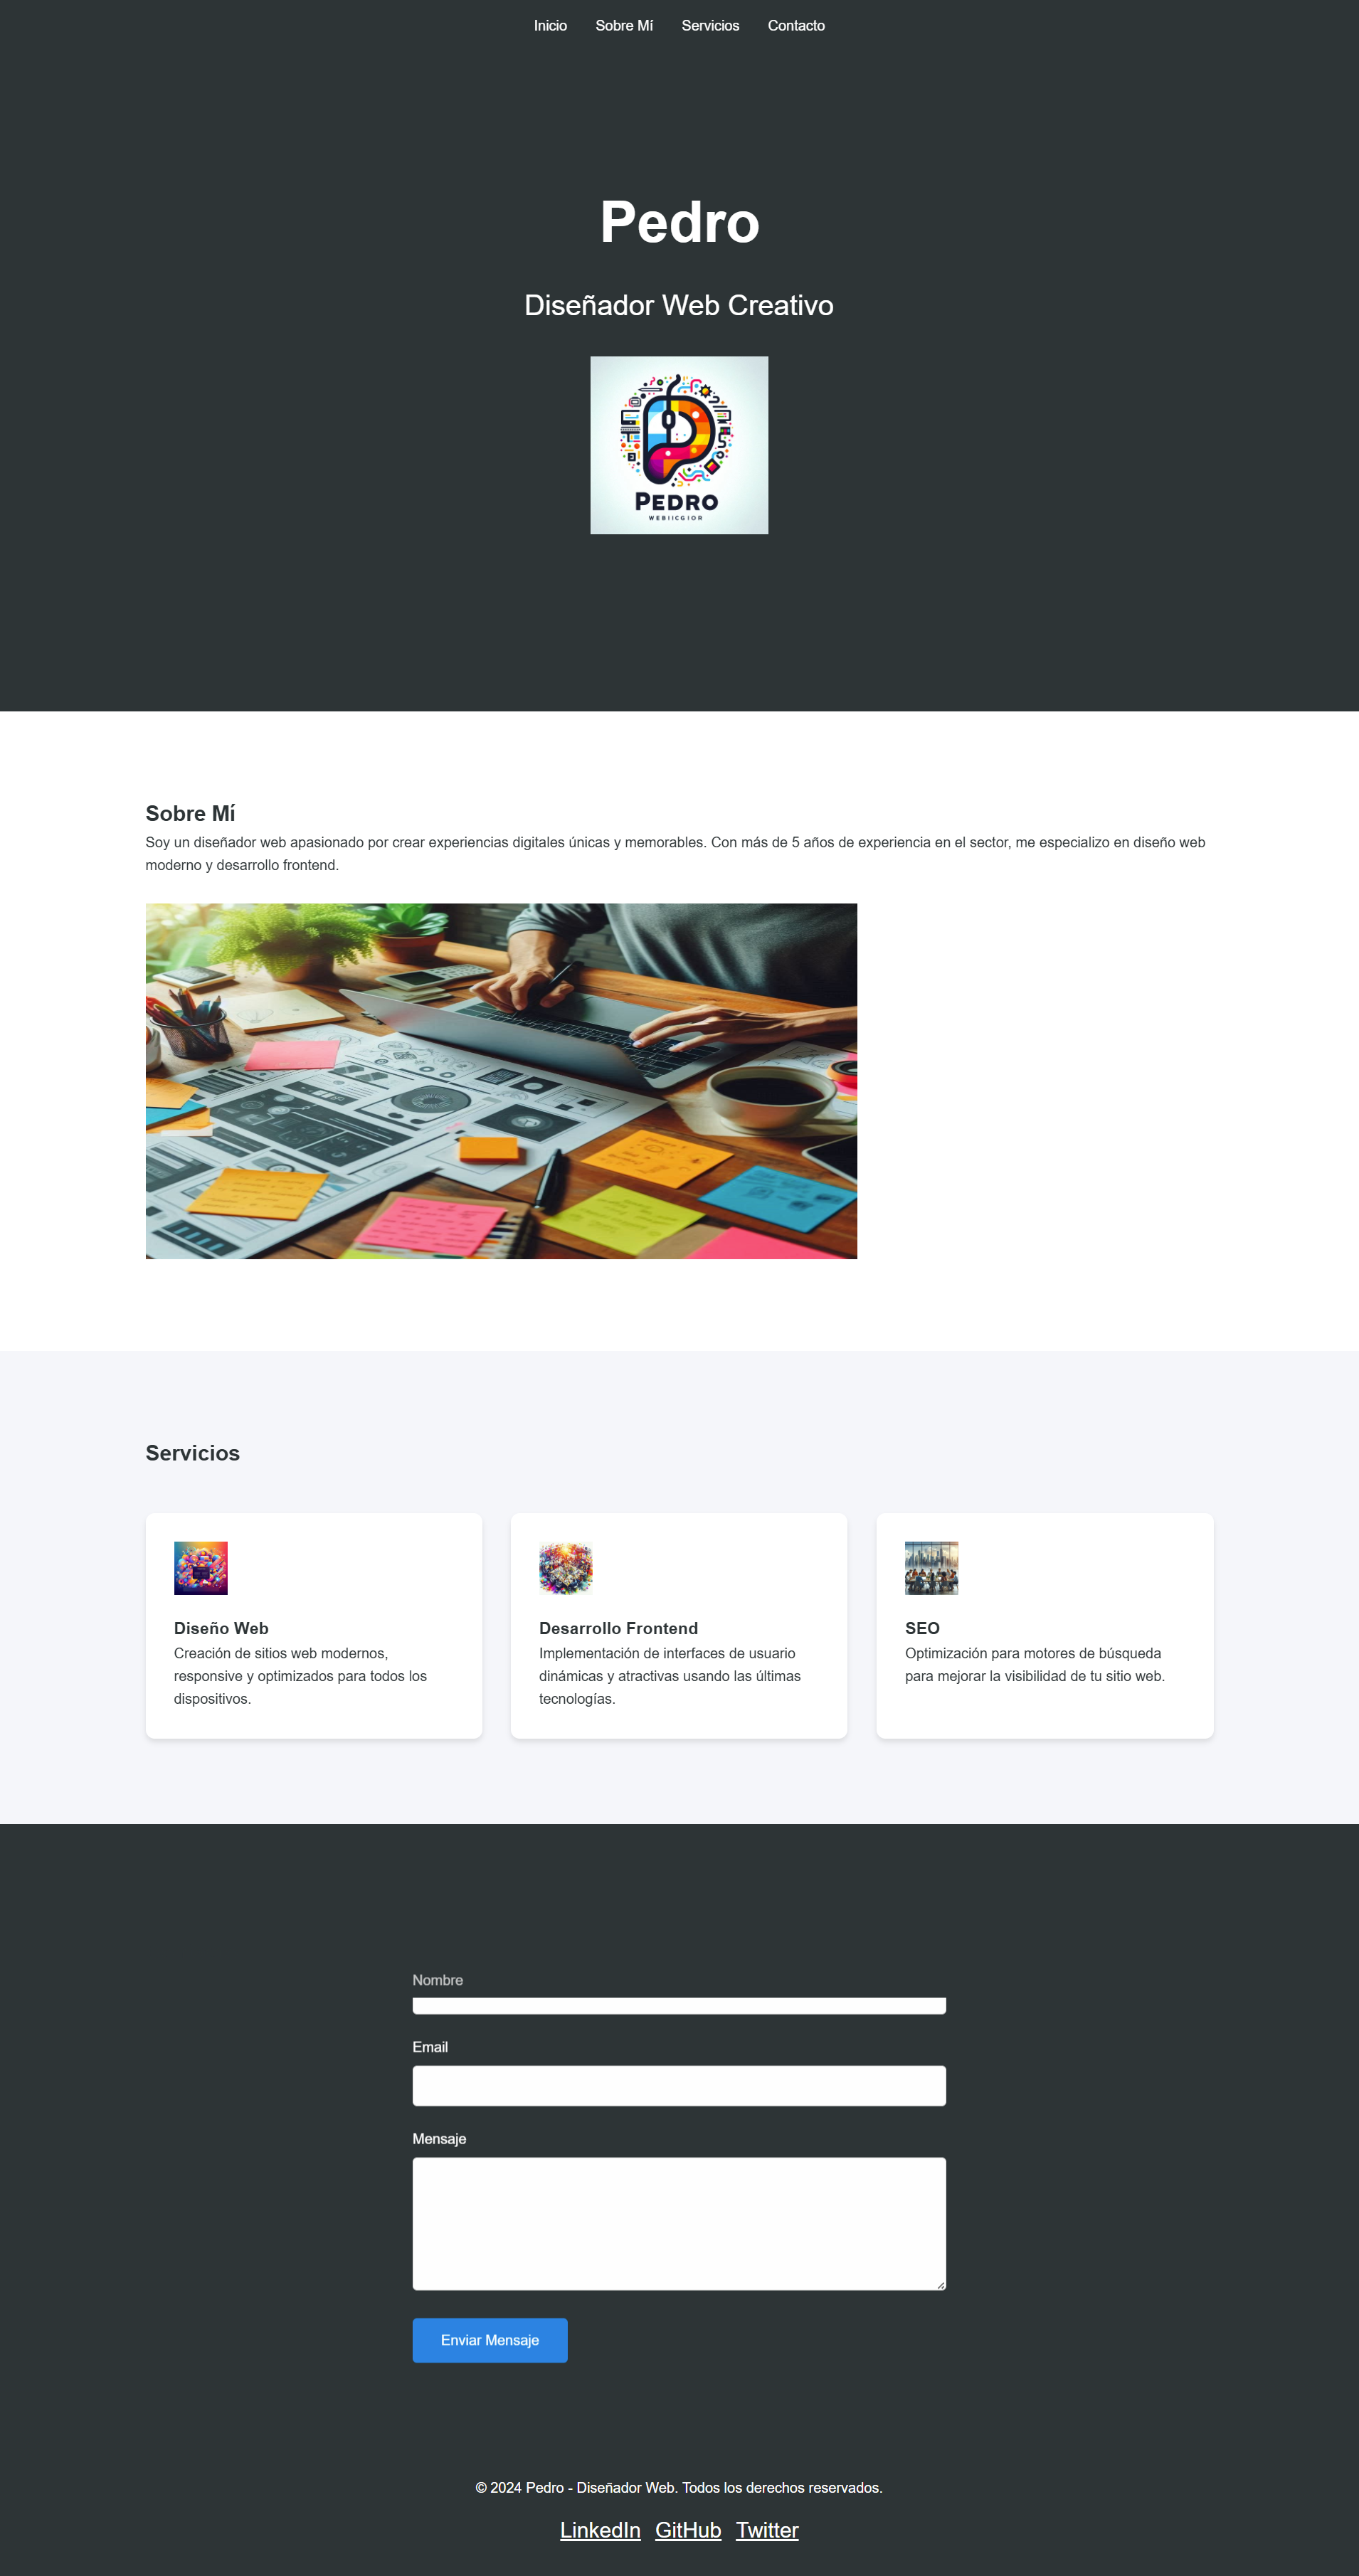 Inicio Sobre Mí Servicios Contacto
Pedro
Diseñador Web Creativo
PEDRO
WEBIICGIOR
Sobre Mí
Soy un diseñador web apasionado por crear experiencias digitales únicas y memorables. Con más de 5 años de experiencia en el sector, me especializo en diseño web
moderno y desarrollo frontend.
Servicios
Diseño Web
Creación de sitios web modernos,
responsive y optimizados para todos los
dispositivos.
Desarrollo Frontend
Implementación de interfaces de usuario
dinámicas y atractivas usando las últimas
tecnologías.
SEO
Optimización para motores de búsqueda
para mejorar la visibilidad de tu sitio web.
Nombre
Email
Mensaje
Enviar Mensaje
© 2024 Pedro - Diseñador Web. Todos los derechos reservados.
LinkedIn GitHub Twitter